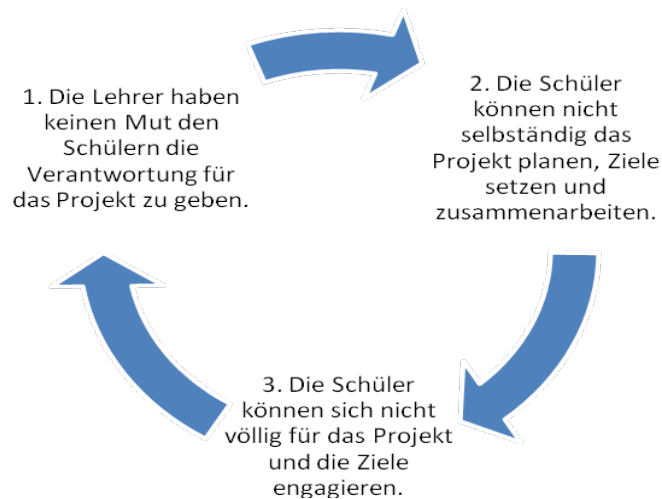 1. Die Lehrer haben
keinen Mut den
Schülern die
Verantwortung für
das Projekt zu geben.
2. Die Schüler
können nicht
selbständig das
Projekt planen, Ziele
setzen und
zusammenarbeiten.
3. Die Schüler
können sich nicht
völlig für das Projekt
und die Ziele
engagieren.